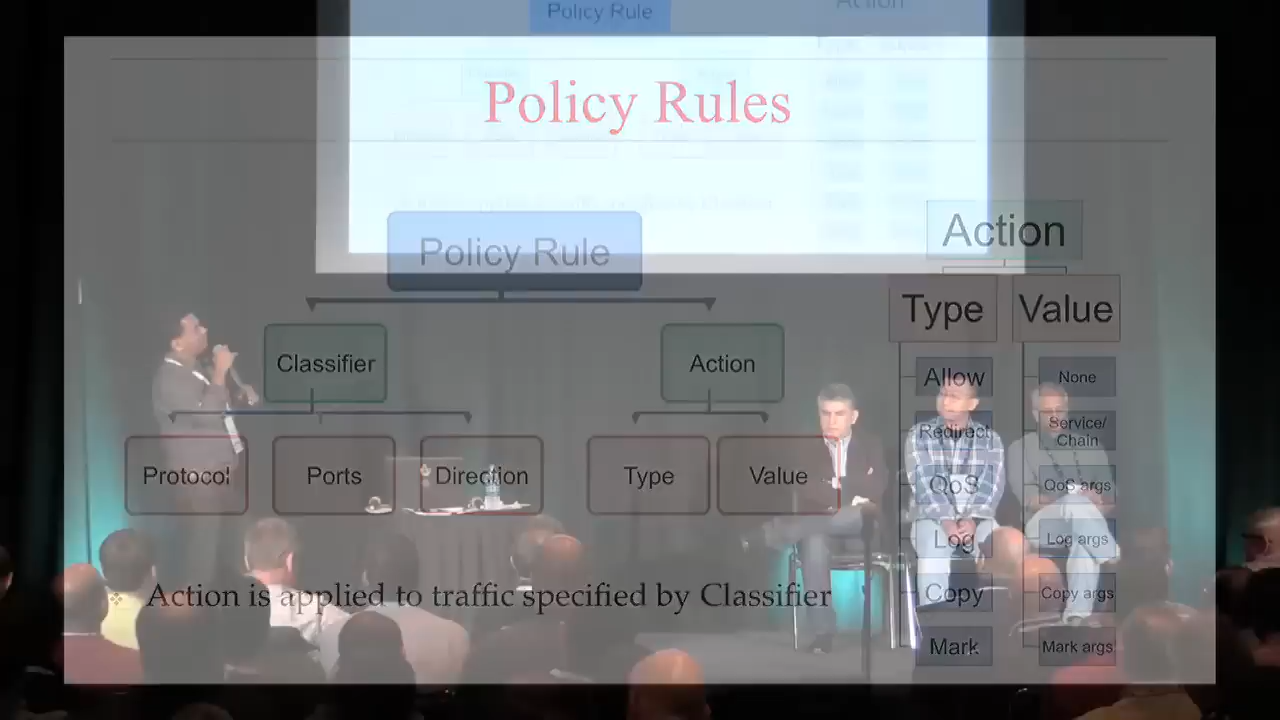 Policy Rule
Action
Policy Rules
Policy Rule
Action
Type
Value
Classifier
Action
Allow
None
Redirect
Service/
Chain
Protocol
Ports
Direction
Type
Value
QoS
QoS args
Log
Log args
Copy
Copy args
Action is applied to traffic specified by Classifier
Mark
Mark args